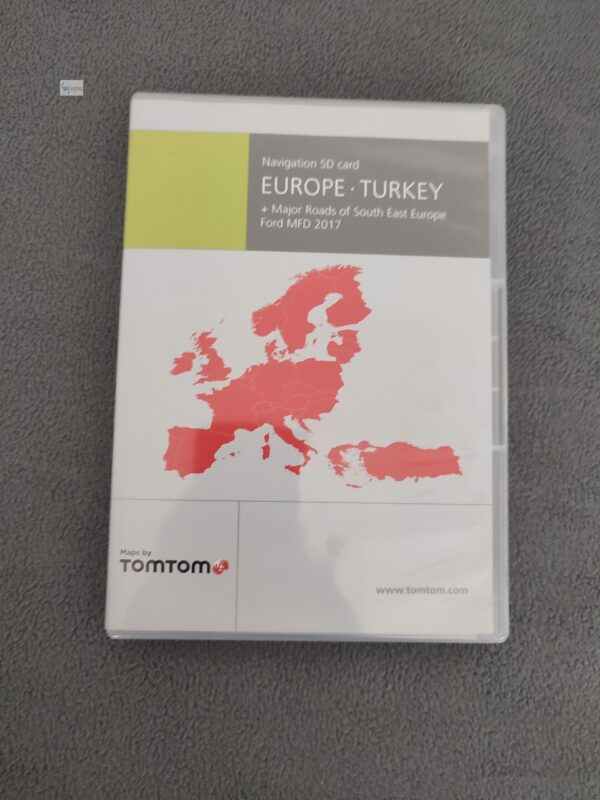 Navigation SD card
EUROPE · TURKEY
+ Major Roads of South East Europe
Ford MFD 2017
Maps by
TOMTOM
www.tomtom.com